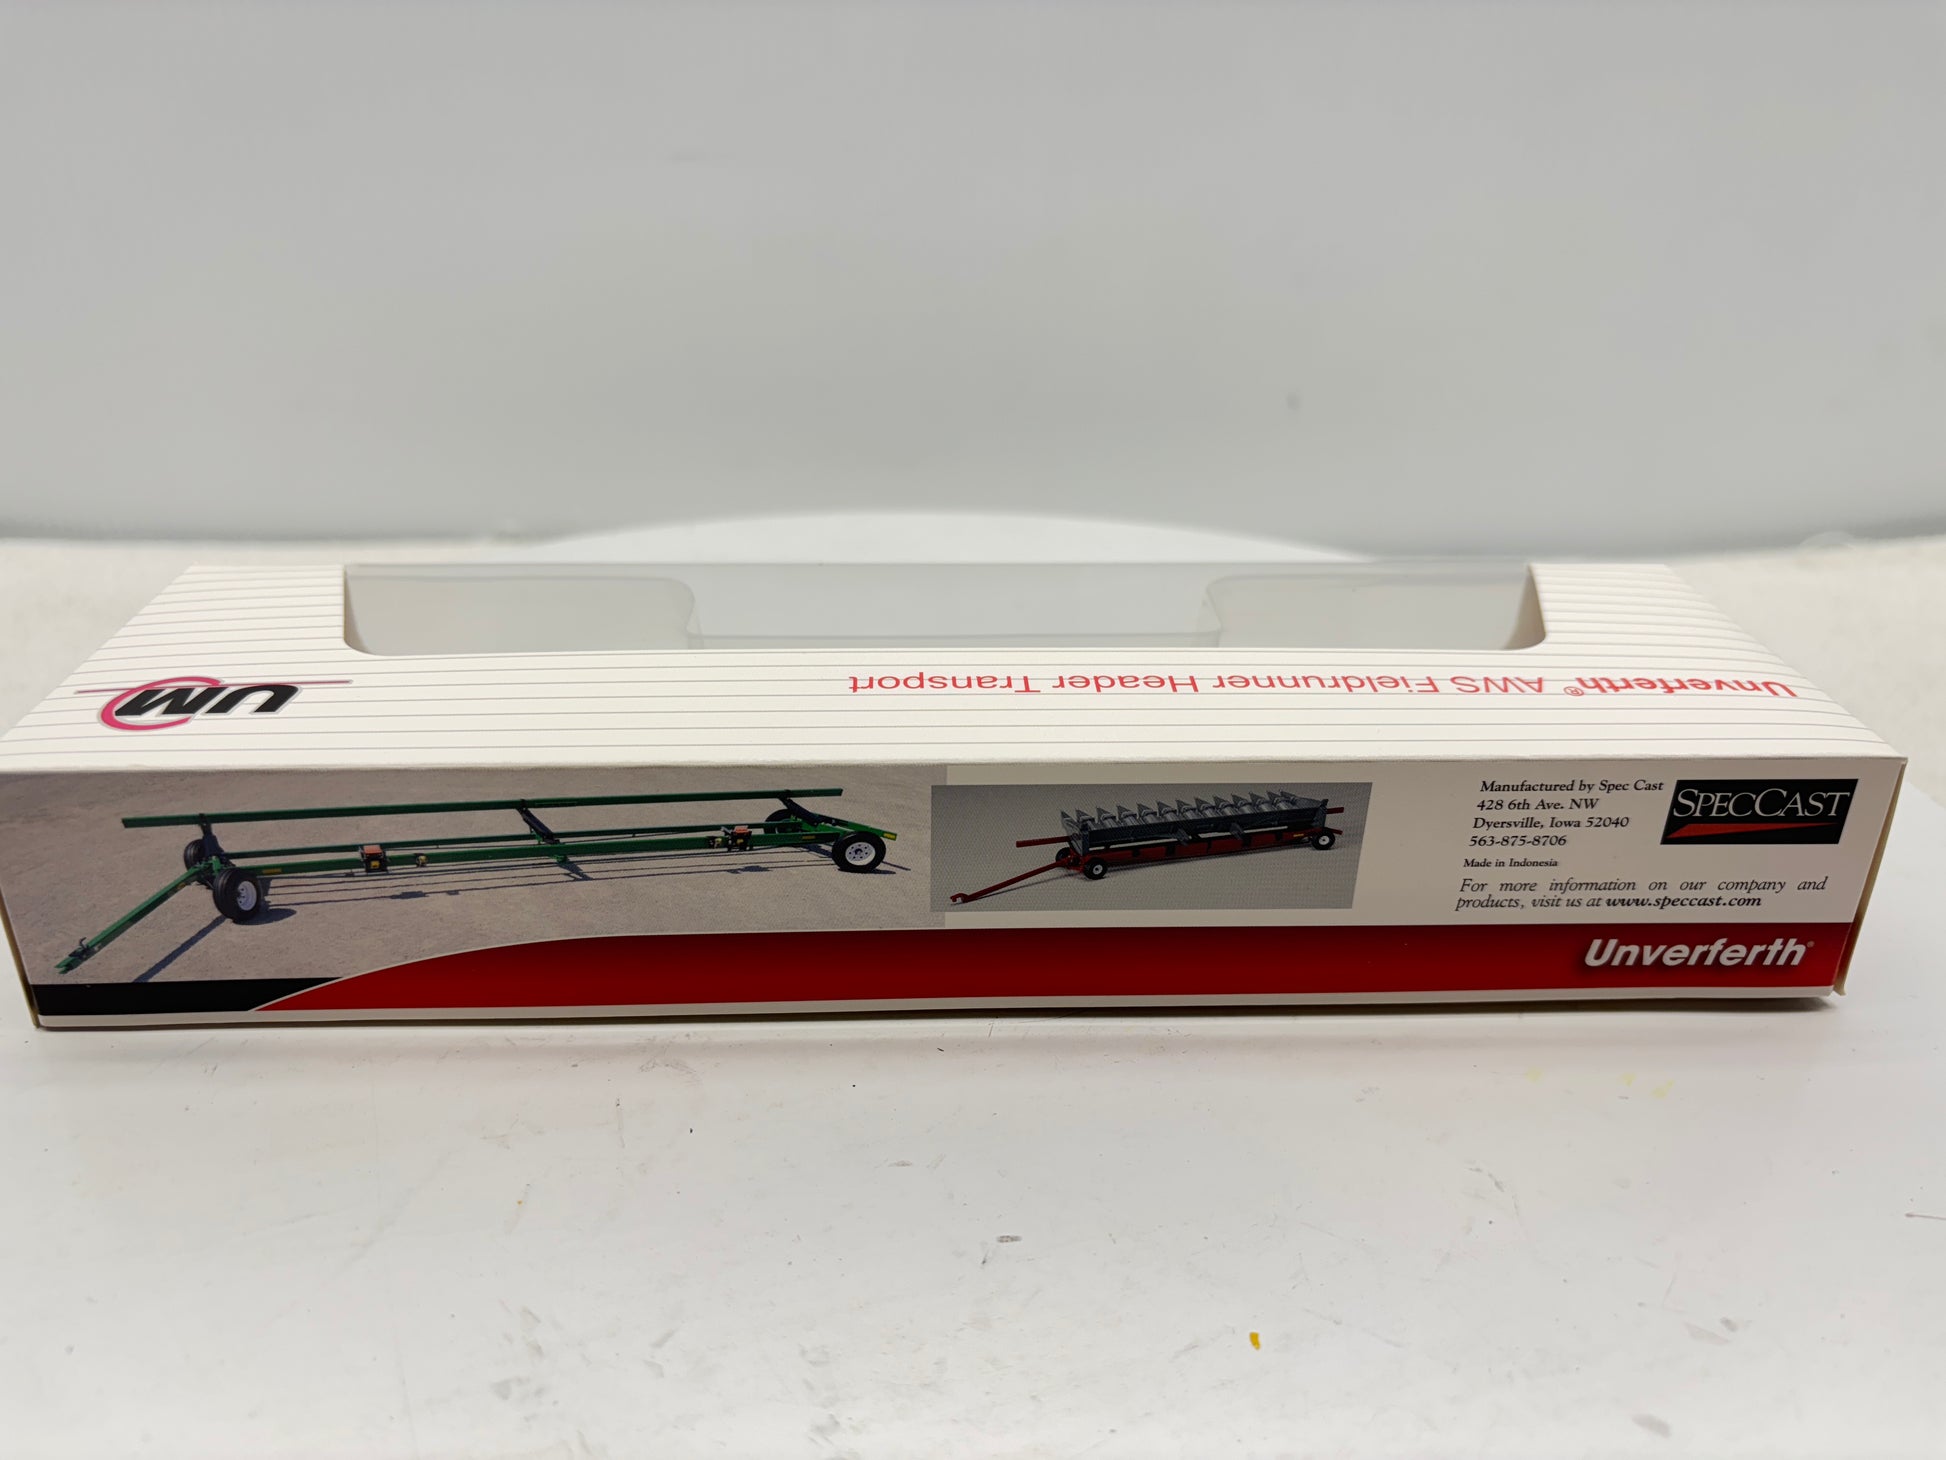 Unverferth® AWS Fieldrunner Header Transport
UM
Manufactured by Spec Cast
428 6th Ave. NW
Dyersville, Iowa 52040
563-875-8706
Made in Indonesia
For more information on our company and
products, visit us at www.speccast.com
SPECCAST
Unverferth®